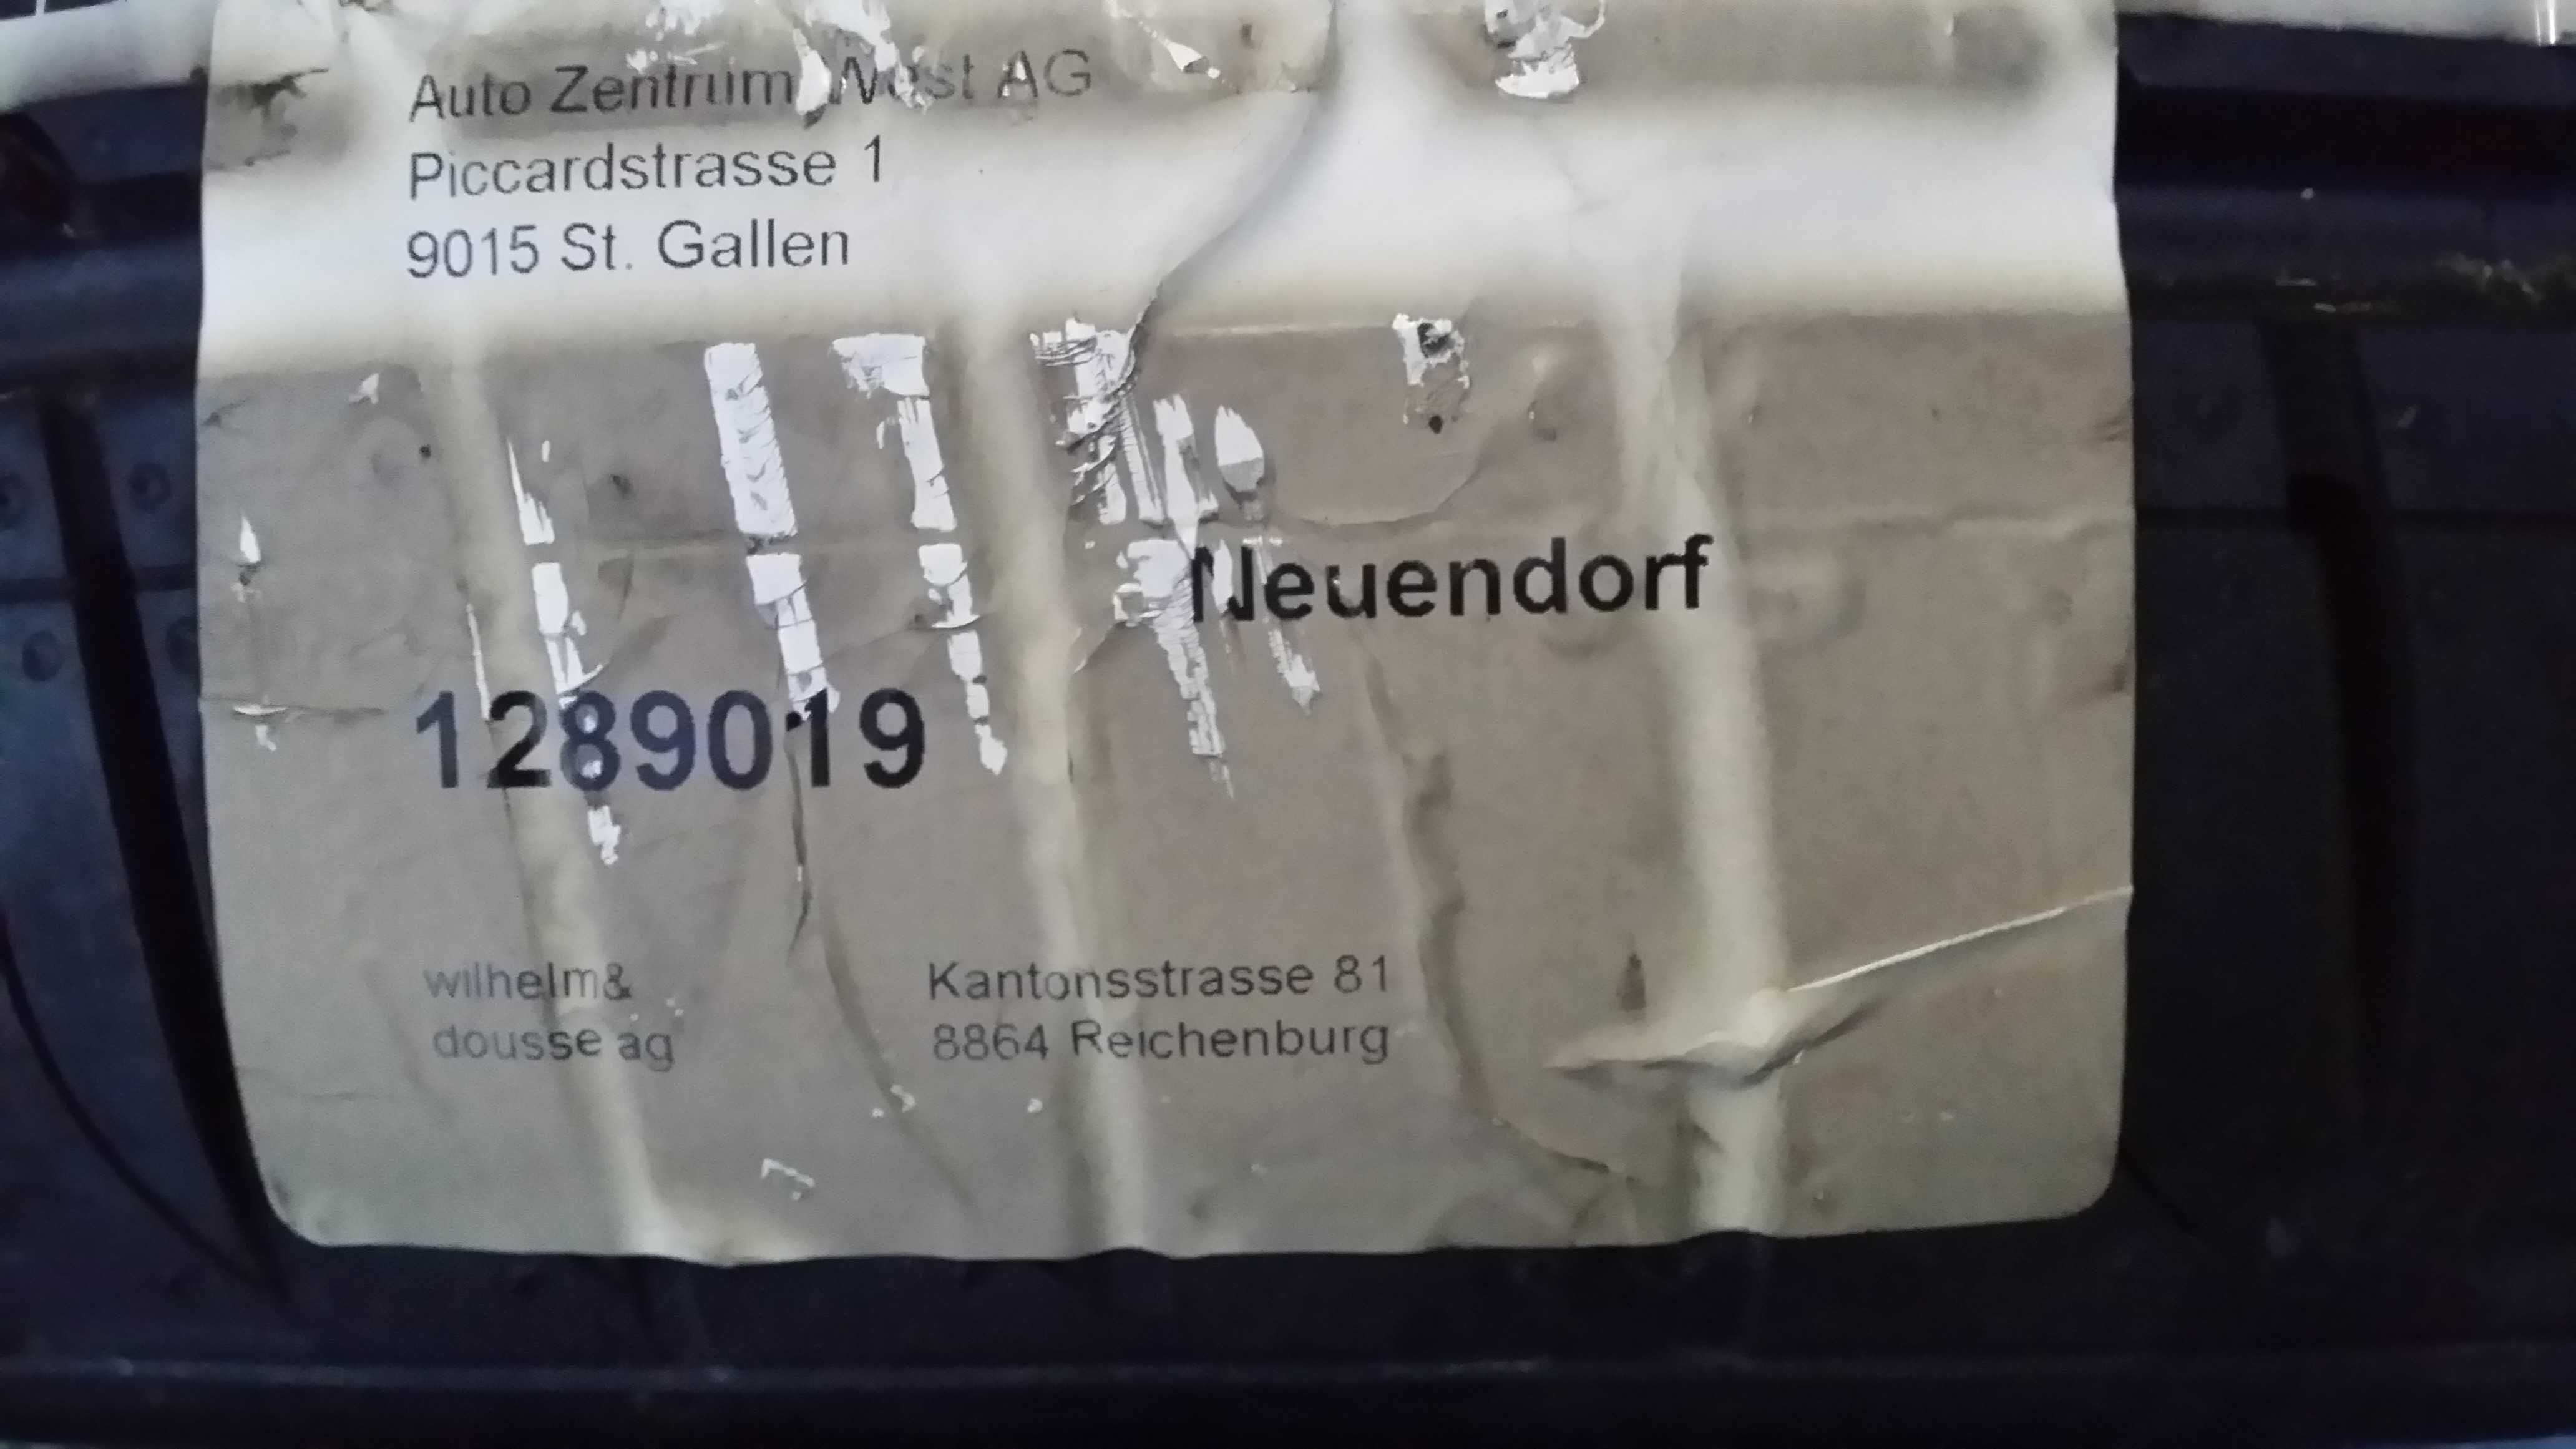 Auto Zentrum West AG
Piccardstrasse 1
9015 St. Gallen
Neuendorf
1289019
wilhelm&
dousse ag
Kantonsstrasse 81
8864 Reichenburg